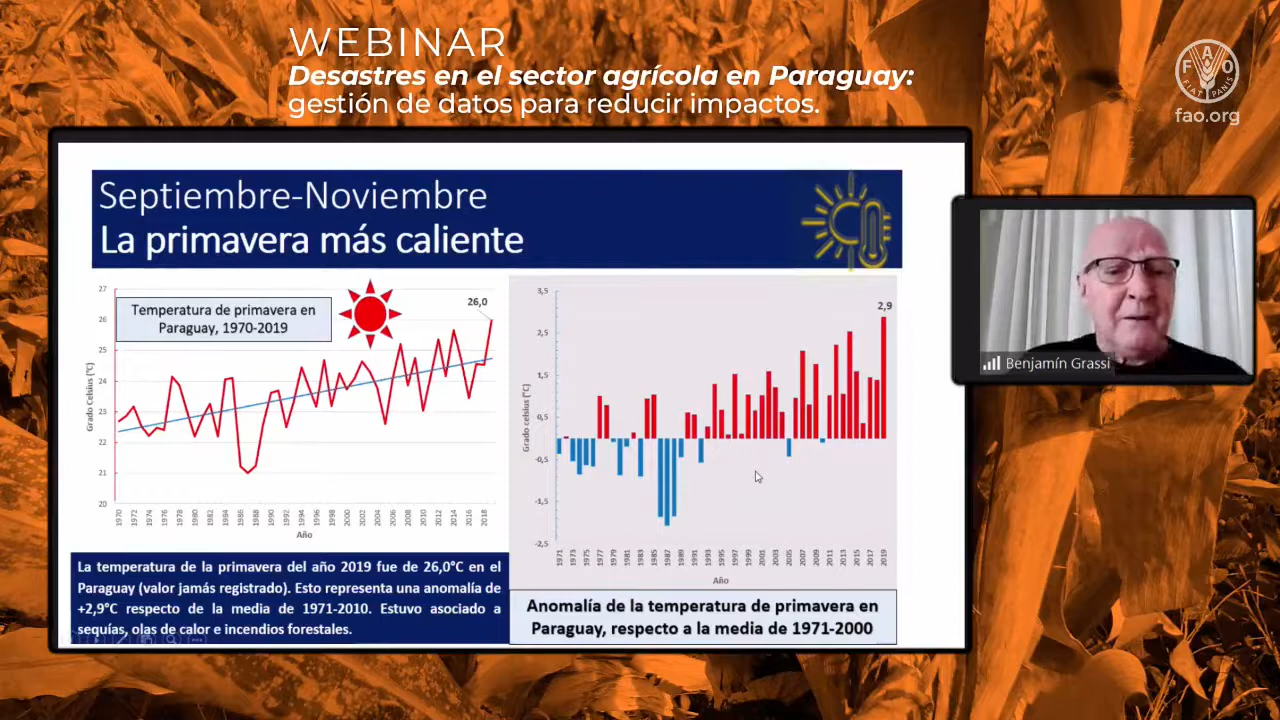 WEBINAR
Desastres en el sector agrícola en Paraguay:
gestión de datos para reducir impactos.
FAO
FIAT PANIS
fao.org
Septiembre-Noviembre
La primavera más caliente
Temperatura de primavera en
Paraguay, 1970-2019
26,0
27
26
25
24
23
22
21
20
Grado Celsius (°C)
1970 1972 1974 1976 1978 1980 1982 1984 1986 1988 1990 1992 1994 1996 1998 2000 2002 2004 2006 2008 2010 2012 2014 2016 2018
Año
La temperatura de la primavera del año 2019 fue de 26,0°C en el
Paraguay (valor jamás registrado). Esto representa una anomalía de
+2,9°C respecto de la media de 1971-2010. Estuvo asociado a
sequías, olas de calor e incendios forestales.
3,5
2,5
1,5
0,5
-0,5
-1,5
-2,5
Grado celsius (°C)
2,9
1971 1973 1975 1977 1979 1981 1983 1985 1987 1989 1991 1993 1995 1997 1999 2001 2003 2005 2007 2009 2011 2013 2015 2017 2019
Año
Anomalía de la temperatura de primavera en
Paraguay, respecto a la media de 1971-2000
Benjamín Grassi